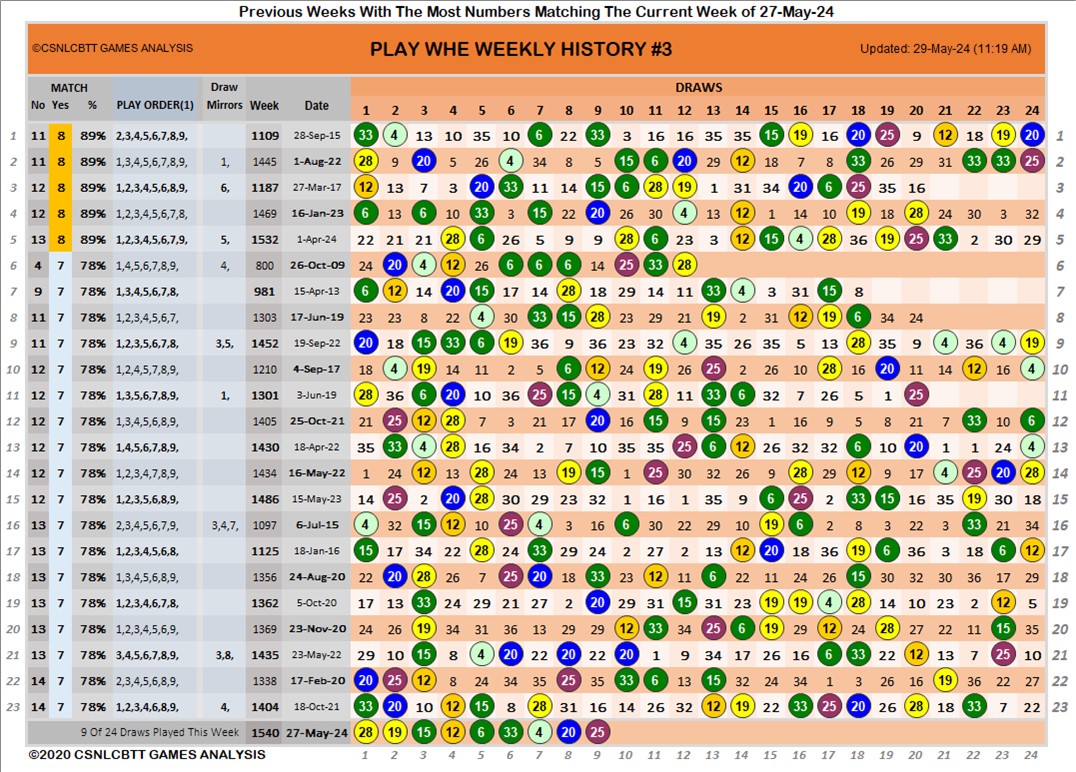 Previous Weeks With The Most Numbers Matching The Current Week of 27-May-24
©CSNLCBTT GAMES ANALYSIS PLAY WHE WEEKLY HISTORY #3 Updated: 29-May-24 (11:19 AM)
MATCH Draw DRAWS
No Yes % PLAY ORDER(1) Mirrors Week Date 1 2 3 4 5 6 7 8 9 10 11 12 13 14 15 16 17 18 19 20 21 22 23 24
1 11 8 89% 2,3,4,5,6,7,8,9, 1109 28-Sep-15 33 4 13 10 35 10 6 22 33 3 16 16 35 35 15 19 16 20 25 9 12 18 19 20 1
2 11 8 89% 1,3,4,5,6,7,8,9, 1, 1445 1-Aug-22 28 9 20 5 26 4 34 8 5 15 6 20 29 12 18 7 8 33 26 29 31 33 33 25 2
3 12 8 89% 1,2,3,4,5,6,8,9, 6, 1187 27-Mar-17 12 13 7 3 20 33 11 14 15 6 28 19 1 31 34 20 6 25 35 16 3
4 12 8 89% 1,2,3,4,5,6,7,8, 1469 16-Jan-23 6 13 6 10 33 3 15 22 20 26 30 4 13 12 1 14 10 19 18 28 24 30 3 32 4
5 13 8 89% 1,2,3,4,5,6,7,9, 5, 1532 1-Apr-24 22 21 21 28 6 26 5 9 9 28 6 23 3 12 15 4 28 36 19 25 33 2 30 29 5
6 4 7 78% 1,4,5,6,7,8,9, 4, 800 26-Oct-09 24 20 4 12 26 6 6 6 14 25 33 28 6
7 9 7 78% 1,3,4,5,6,7,8, 981 15-Apr-13 6 12 14 20 15 17 14 28 18 29 14 11 33 4 3 31 15 8 7
8 11 7 78% 1,2,3,4,5,6,7, 1303 17-Jun-19 23 23 8 22 4 30 33 15 28 23 29 21 19 2 31 12 19 6 34 24 8
9 11 7 78% 1,2,3,5,6,7,8, 3,5, 1452 19-Sep-22 20 18 15 33 6 19 36 9 36 23 32 4 35 26 35 5 13 28 35 9 4 36 4 19 9
10 12 7 78% 1,2,4,5,7,8,9, 1210 4-Sep-17 18 4 19 14 11 2 5 6 12 24 19 26 25 2 26 10 28 16 20 11 14 12 16 4 10
11 12 7 78% 1,3,5,6,7,8,9, 1, 1301 3-Jun-19 28 36 6 20 10 36 25 15 4 31 28 11 33 6 32 7 26 5 1 25 11
12 12 7 78% 1,3,4,5,6,8,9, 1405 25-Oct-21 21 25 12 28 7 3 21 17 20 16 15 9 15 23 1 16 9 5 8 21 7 33 10 6 12
13 12 7 78% 1,4,5,6,7,8,9, 1430 18-Apr-22 35 33 4 28 16 34 2 7 10 35 35 25 6 12 26 32 32 6 10 20 1 1 24 4 13
14 12 7 78% 1,2,3,4,7,8,9, 1434 16-May-22 1 24 12 13 28 24 13 19 15 1 25 30 32 26 9 28 29 12 9 17 4 25 20 28 14
15 12 7 78% 1,2,3,5,6,8,9, 1486 15-May-23 14 25 2 20 28 30 29 23 32 1 16 1 35 9 6 25 2 33 15 16 35 19 30 18 15
16 13 7 78% 2,3,4,5,6,7,9, 3,4,7, 1097 6-Jul-15 4 32 15 12 10 25 4 3 16 6 30 22 29 10 19 6 2 8 3 22 3 33 21 34 16
17 13 7 78% 1,2,3,4,5,6,8, 1125 18-Jan-16 15 17 34 22 28 24 33 29 24 2 27 2 13 12 20 18 36 19 6 36 3 18 6 12 17
18 13 7 78% 1,3,4,5,6,8,9, 1356 24-Aug-20 22 20 28 26 7 25 20 18 33 23 12 11 6 22 11 24 26 15 18 32 30 36 17 29 18
19 13 7 78% 1,2,3,4,6,7,8, 1362 5-Oct-20 17 13 33 24 29 21 27 2 20 29 31 15 31 23 19 19 4 28 14 10 23 2 12 5 19
20 13 7 78% 1,2,3,4,5,6,9, 1369 23-Nov-20 24 26 19 34 31 36 13 29 29 12 33 34 25 6 19 29 12 24 28 27 22 11 15 35 20
21 13 7 78% 3,4,5,6,7,8,9, 3,8, 1435 23-May-22 29 10 15 8 4 20 22 20 22 20 1 9 34 17 26 16 6 33 22 12 13 7 25 10 21
22 14 7 78% 2,3,4,5,6,8,9, 1338 17-Feb-20 20 25 12 8 24 34 35 25 35 33 6 13 15 32 24 34 1 3 26 16 19 36 22 27 22
23 14 7 78% 1,2,3,4,6,8,9, 4, 1404 18-Oct-21 33 20 10 12 15 8 28 31 16 14 26 32 12 19 22 33 25 20 26 28 18 33 7 22 23
9 Of 24 Draws Played This Week 1540 27-May-24 28 19 15 12 6 33 4 20 25
©2020 CSNLCBTT GAMES ANALYSIS 1 2 3 4 5 6 7 8 9 10 11 12 13 14 15 16 17 18 19 20 21 22 23 24